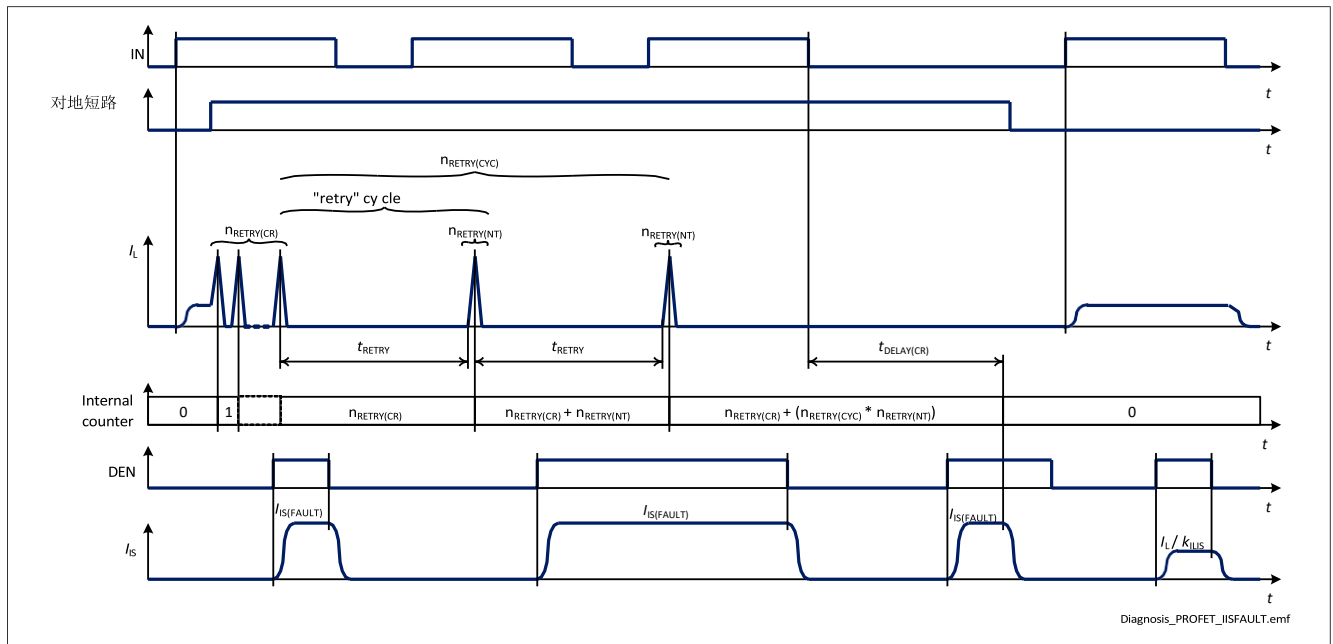 IN
t
对地短路
t
nRETRY(CYC)
"retry" cy cle
nRETRY(CR)
nRETRY(NT)
nRETRY(NT)
IL
t
tRETRY
tRETRY
tDELAY(CR)
Internal
counter
0
1
nRETRY(CR)
nRETRY(CR) + nRETRY(NT)
nRETRY(CR) + (nRETRY(CYC) * nRETRY(NT))
0
t
DEN
t
IIS(FAULT)
IIS(FAULT)
IIS(FAULT)
IL / kILIS
IIS
t
Diagnosis_PROFET_IISFAULT.emf